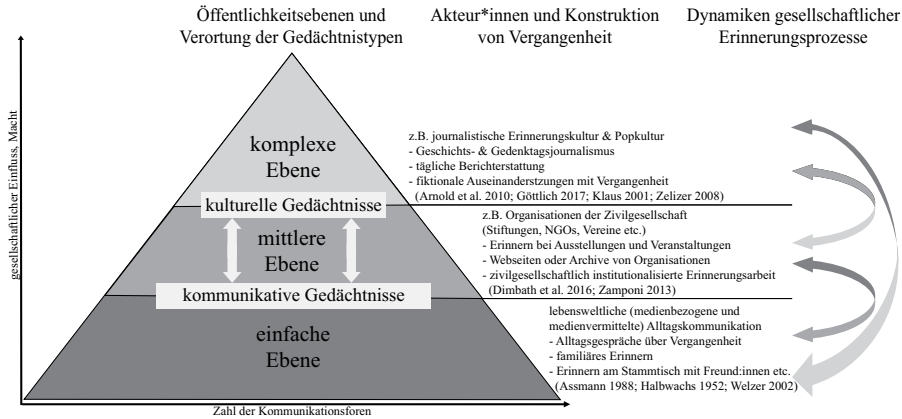 Öffentlichkeitsebenen und
Verortung der Gedächtnistypen
Akteur*innen und Konstruktion
von Vergangenheit
Dynamiken gesellschaftlicher
Erinnerungsprozesse
gesellschaftlicher Einfluss, Macht
komplexe
Ebene
z.B. journalistische Erinnerungskultur & Popkultur
- Geschichts- & Gedenktagsjournalismus
- tägliche Berichterstattung
- fiktionale Auseinanderstzungen mit Vergangenheit
(Arnold et al. 2010; Göttlich 2017; Klaus 2001; Zelizer 2008)
kulturelle Gedächtnisse
mittlere
Ebene
z.B. Organisationen der Zivilgesellschaft
(Stiftungen, NGOs, Vereine etc.)
- Erinnern bei Ausstellungen und Veranstaltungen
- Webseiten oder Archive von Organisationen
- zivilgesellschaftlich institutionalisierte Erinnerungsarbeit
(Dimbath et al. 2016; Zamponi 2013)
kommunikative Gedächtnisse
einfache
Ebene
lebensweltliche (medienbezogene und
medienvermittelte) Alltagskommunikation
- Alltagsgespräche über Vergangenheit
- familiäres Erinnern
- Erinnern am Stammtisch mit Freund:innen etc.
(Assmann 1988; Halbwachs 1952; Welzer 2002)
Zahl der Kommunikationsforen